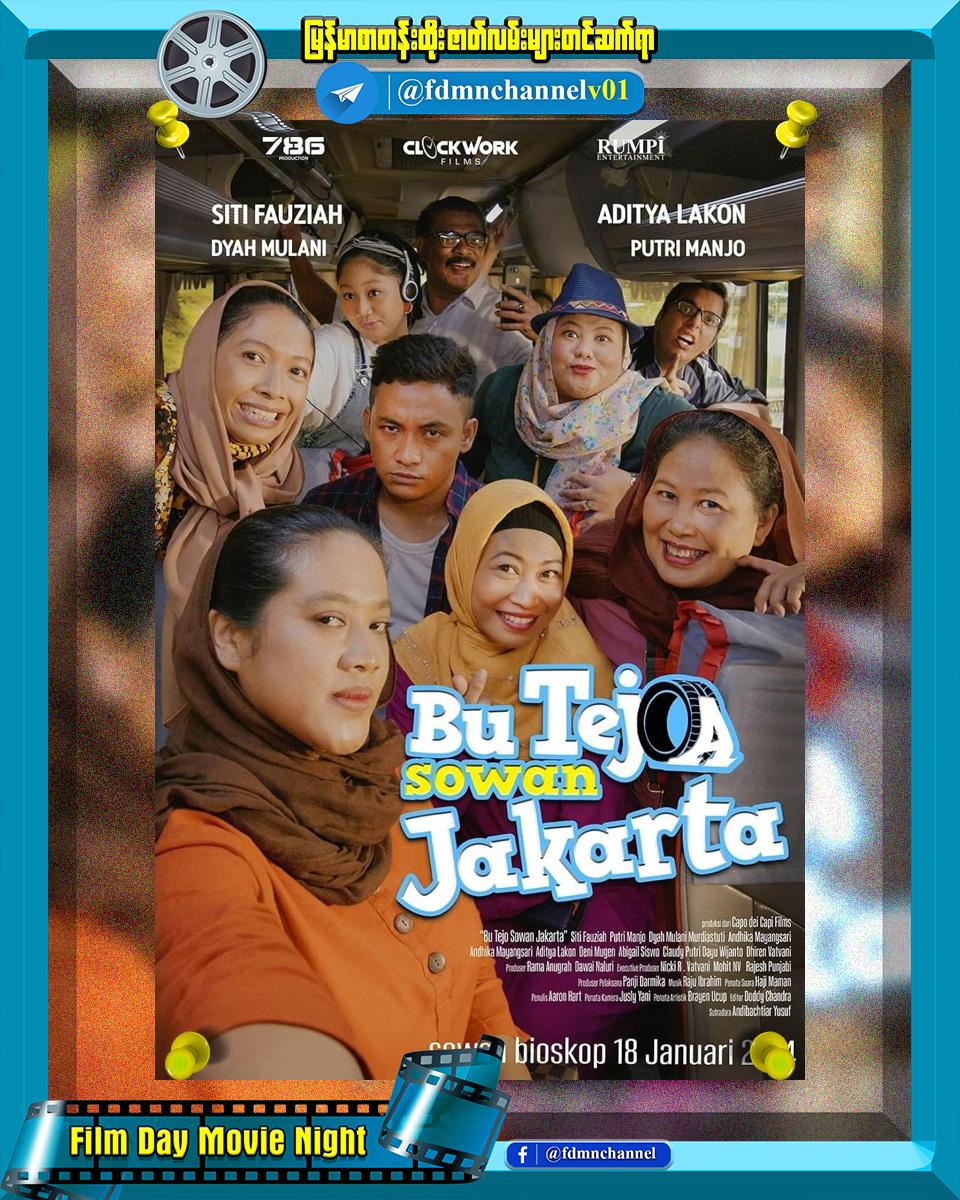 မြန်မာစာတန်းထိုးဇာတ်လမ်းများတင်ဆက်ရာ
@fdmnchannelv01
786
PRODUCTION
CLOCKWORK
FILMS
RUMPI
ENTERTAINMENT
SITI FAUZIAH
ADITYA LAKON
DYAH MULANI
PUTRI MANJO
Bu Tejo
sowan
Jakarta
produksi dari Capo dei Capi Films
"Bu Tejo Sowan Jakarta" Siti Fauziah Putri Manjo Dyah Mulani Murdiastuti Andhika Mayangsari
Andhika Mayangsari Aditya Lakon Deni Mugen Abigail Siswo Claudy Putri Dayu Wijanto Dhiren Vatvani
Produser Rama Anugrah Dawai Naluri Executive Produser Nicki R. Vatvani Mohit NV Rajesh Punjabi
Produser Pelaksana Panji Darmika Musik Raju Ibrahim Penata Suara Haji Maman
Penulis Aaron Hart Penata Kamera Jusly Yani Penata Artistik Brayen Ucup Editor Doddy Chandra
Sutradara Andibachtiar Yusuf
bioskop 18 Januari
Film Day Movie Night
@fdmnchannel